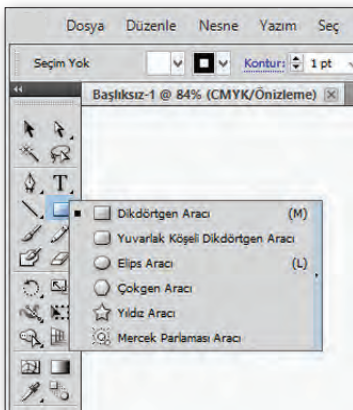 Dosya Düzenle Nesne Yazım Seç
Seçim Yok Kontur: 1 pt
Başlıksız-1 @ 84% (CMYK/Önizleme)
Dikdörtgen Aracı (M)
Yuvarlak Köşeli Dikdörtgen Aracı
Elips Aracı (L)
Çokgen Aracı
Yıldız Aracı
Mercek Parlaması Aracı